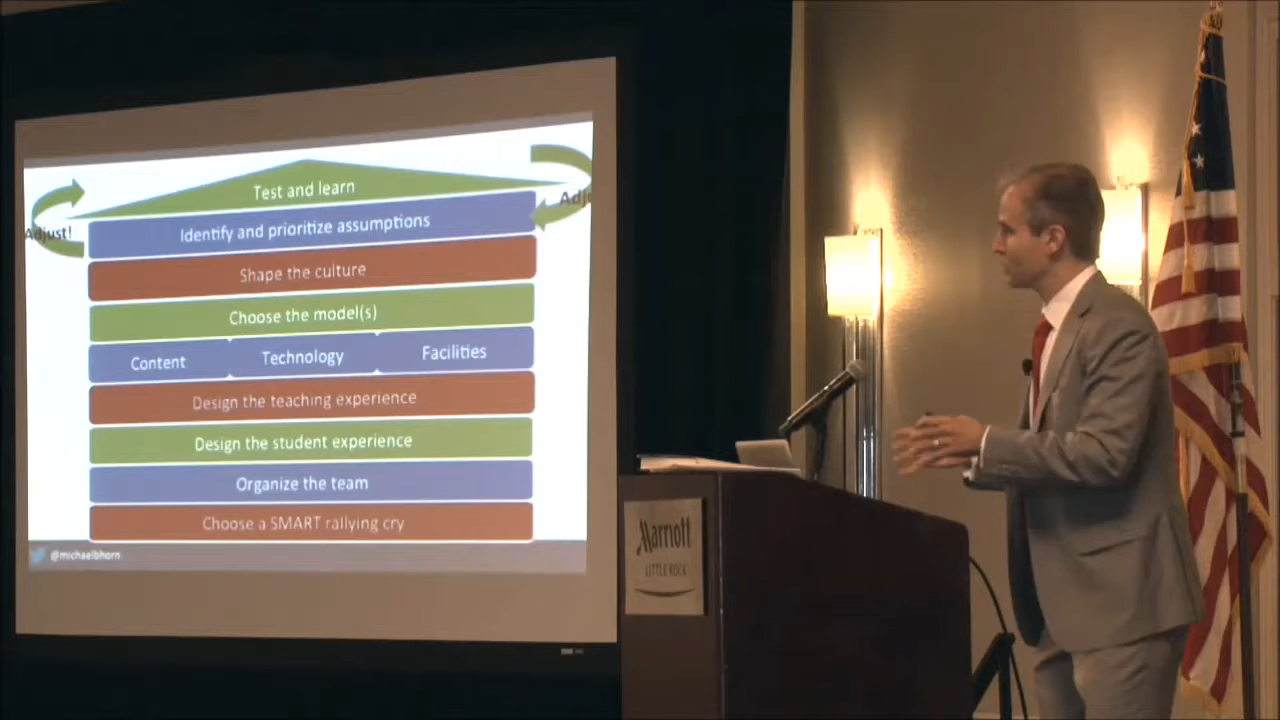 Test and learn
Adjust!
Adj
Identify and prioritize assumptions
Shape the culture
Choose the model(s)
Content Technology Facilities
Design the teaching experience
Design the student experience
Organize the team
Choose a SMART rallying cry
@michaelbhorn
Marriott
LITTLE ROCK